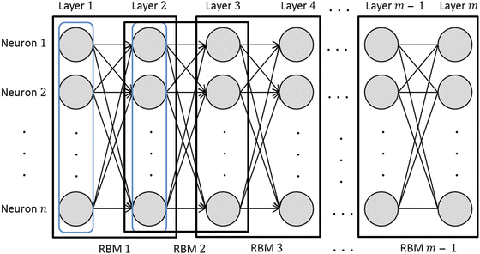 Layer 1 Layer 2 Layer 3 Layer 4 . . . Layer m − 1 Layer m
Neuron 1
Neuron 2
Neuron n
RBM 1 RBM 2 RBM 3 . . . RBM m − 1